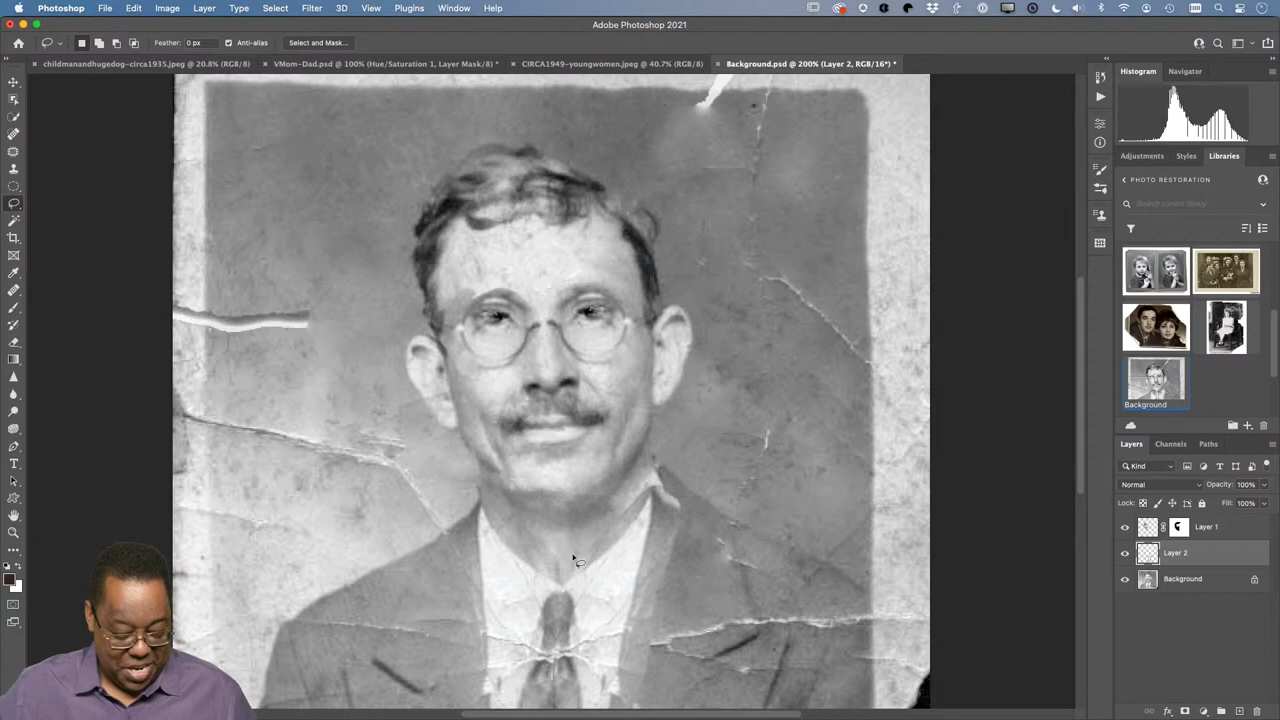 Photoshop File Edit Image Layer Type Select Filter 3D View Plugins Window Help
Adobe Photoshop 2021
Feather: 0 px Anti-alias Select and Mask...
childmanandhugedog-circa1935.jpeg @ 20.8% (RGB/8) VMom-Dad.psd @ 100% (Hue/Saturation 1, Layer Mask/8) * CIRCA1949-youngwomen.jpeg @ 40.7% (RGB/8) Background.psd @ 200% (Layer 2, RGB/16*) *
Histogram Navigator
Adjustments Styles Libraries
PHOTO RESTORATION
Search current library
Background
Layers Channels Paths
Kind
Normal Opacity: 100%
Lock: Fill: 100%
Layer 1
Layer 2
Background